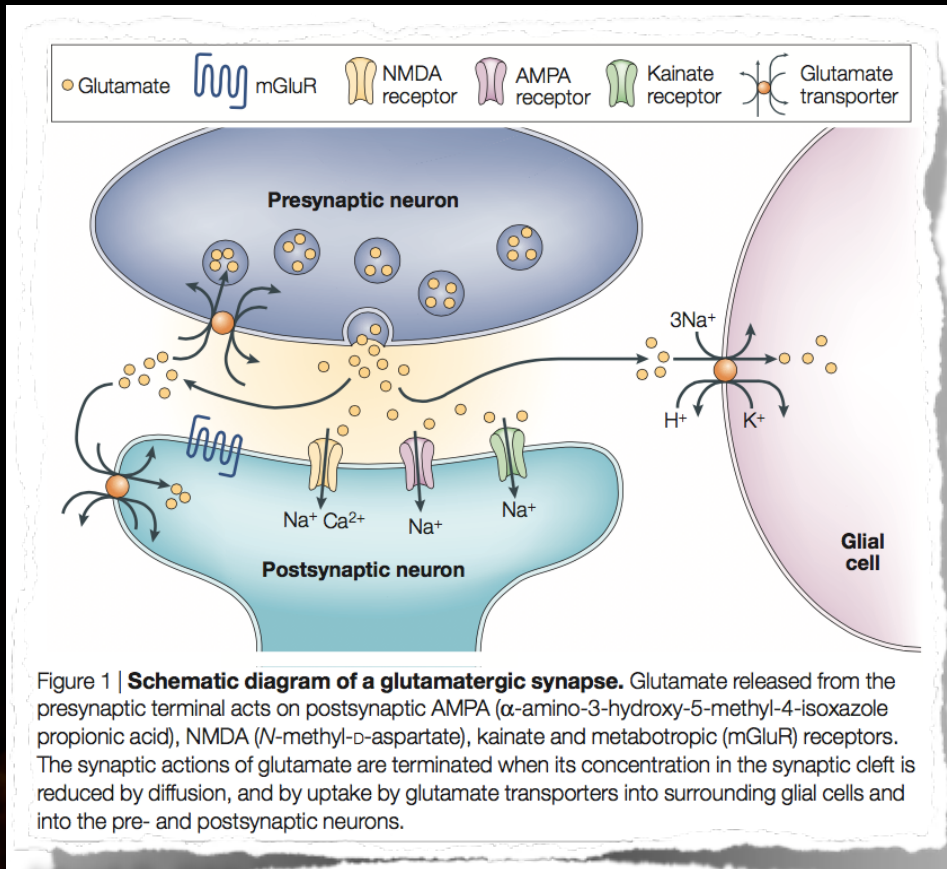 Glutamate
mGluR
NMDA
receptor
AMPA
receptor
Kainate
receptor
Glutamate
transporter
Presynaptic neuron
3Na⁺
H⁺
K⁺
Na⁺ Ca²⁺
Na⁺
Na⁺
Postsynaptic neuron
Glial
cell
Figure 1 | Schematic diagram of a glutamatergic synapse. Glutamate released from the
presynaptic terminal acts on postsynaptic AMPA (α-amino-3-hydroxy-5-methyl-4-isoxazole
propionic acid), NMDA (N-methyl-D-aspartate), kainate and metabotropic (mGluR) receptors.
The synaptic actions of glutamate are terminated when its concentration in the synaptic cleft is
reduced by diffusion, and by uptake by glutamate transporters into surrounding glial cells and
into the pre- and postsynaptic neurons.